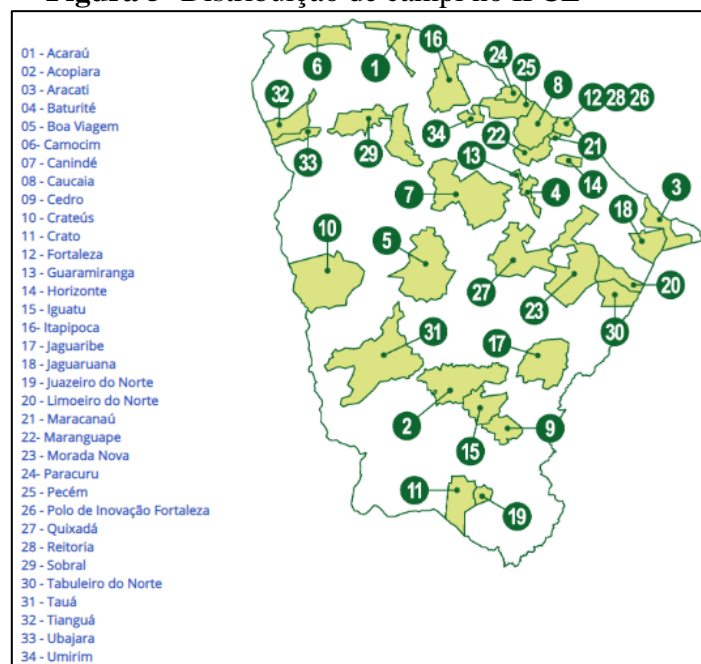 01 - Acaraú
02 - Acopiara
03 - Aracati
04 - Baturité
05 - Boa Viagem
06- Camocim
07 - Canindé
08 - Caucaia
09 - Cedro
10 - Crateús
11 - Crato
12 - Fortaleza
13 - Guaramiranga
14 - Horizonte
15 - Iguatu
16- Itapipoca
17 - Jaguaribe
18 - Jaguaruana
19 - Juazeiro do Norte
20 - Limoeiro do Norte
21 - Maracanaú
22- Maranguape
23 - Morada Nova
24- Paracuru
25 - Pecém
26 - Polo de Inovação Fortaleza
27 - Quixadá
28 - Reitoria
29 - Sobral
30 - Tabuleiro do Norte
31 - Tauá
32 - Tianguá
33 - Ubajara
34 - Umirim
6
1
16
24
25
8
12 28 26
32
33
29
34
22
21
13
14
7
4
3
18
10
5
27
23
20
30
31
17
2
15
9
11
19